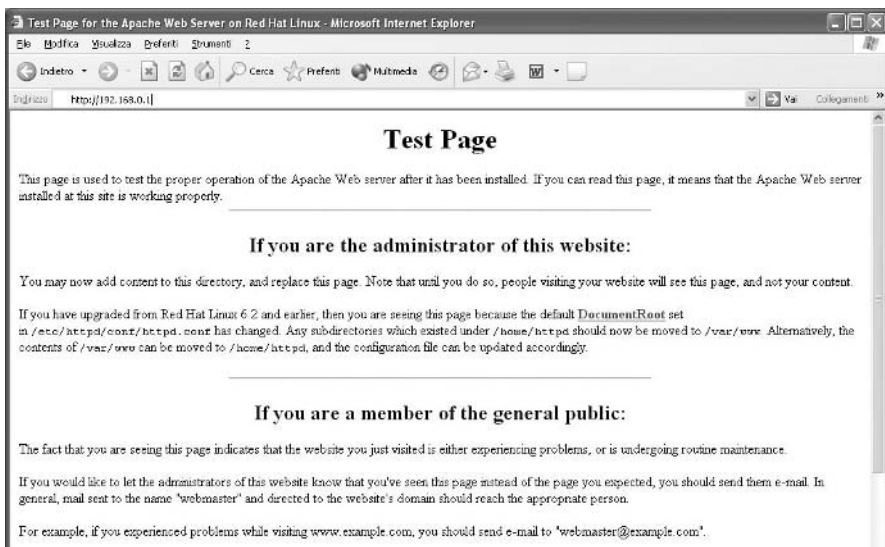 Test Page for the Apache Web Server on Red Hat Linux - Microsoft Internet Explorer
File Modifica Visualizza Preferiti Strumenti ?
Indietro Cerca Preferiti Multimedia
Indirizzo http://192.168.0.1 Vai Collegamenti »
Test Page
This page is used to test the proper operation of the Apache Web server after it has been installed. If you can read this page, it means that the Apache Web server
installed at this site is working properly.
If you are the administrator of this website:
You may now add content to this directory, and replace this page. Note that until you do so, people visiting your website will see this page, and not your content.
If you have upgraded from Red Hat Linux 6.2 and earlier, then you are seeing this page because the default DocumentRoot set
in /etc/httpd/conf/httpd.conf has changed. Any subdirectories which existed under /home/httpd should now be moved to /var/www. Alternatively, the
contents of /var/www can be moved to /home/httpd, and the configuration file can be updated accordingly.
If you are a member of the general public:
The fact that you are seeing this page indicates that the website you just visited is either experiencing problems, or is undergoing routine maintenance.
If you would like to let the administrators of this website know that you've seen this page instead of the page you expected, you should send them e-mail. In
general, mail sent to the name "webmaster" and directed to the website's domain should reach the appropriate person.
For example, if you experienced problems while visiting www.example.com, you should send e-mail to "webmaster@example.com".